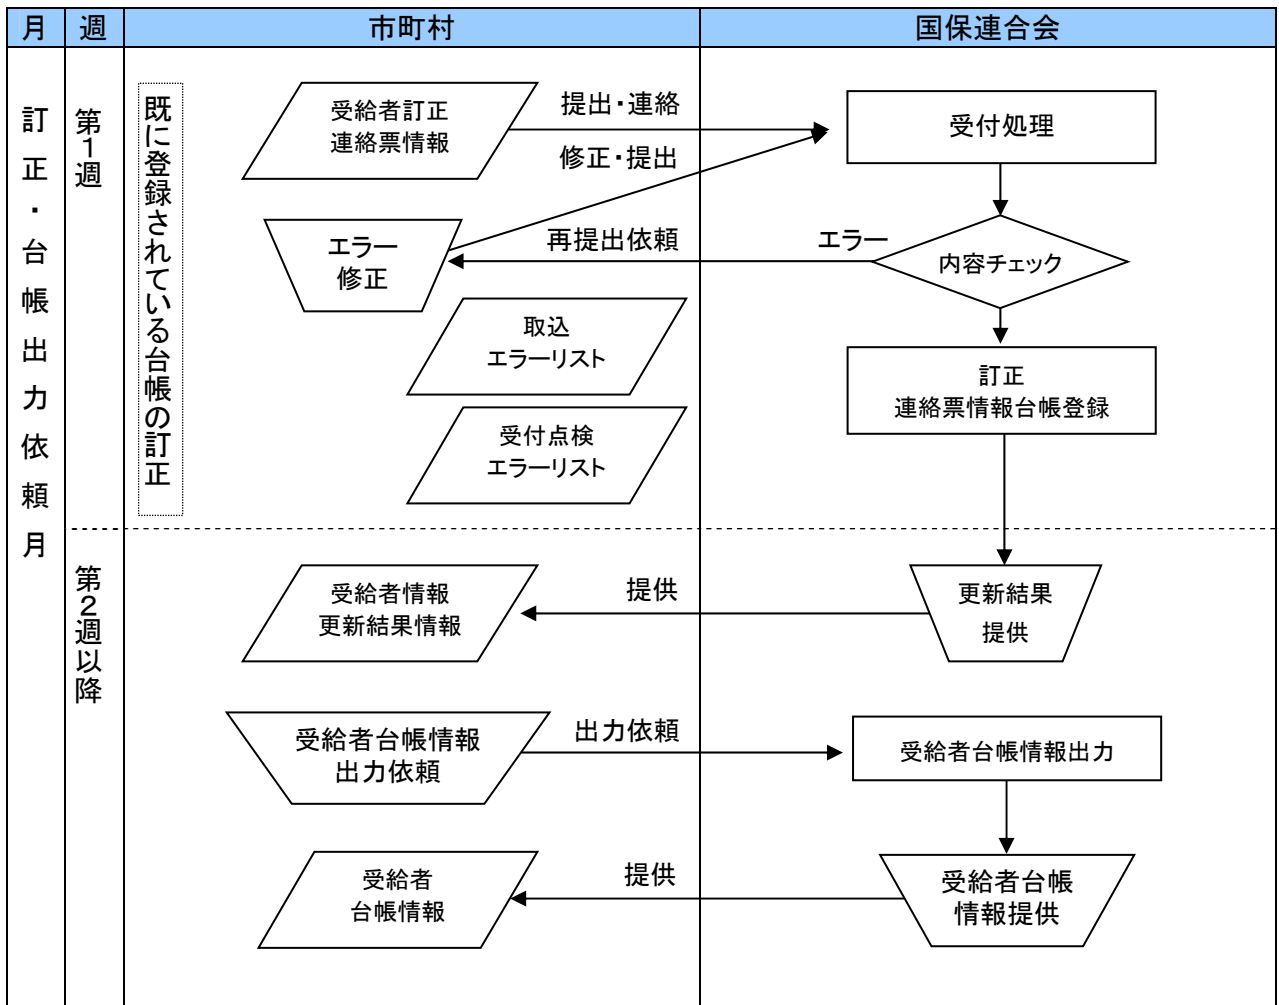 月 週 市町村 国保連合会
訂正・台帳出力依頼月
第1週
既に登録されている台帳の訂正
受給者訂正
連絡票情報
提出・連絡
受付処理
修正・提出
エラー
修正
再提出依頼
エラー
内容チェック
取込
エラーリスト
訂正
連絡票情報台帳登録
受付点検
エラーリスト
第2週以降
受給者情報
更新結果情報
提供
更新結果
提供
受給者台帳情報
出力依頼
出力依頼
受給者台帳情報出力
受給者
台帳情報
提供
受給者台帳
情報提供